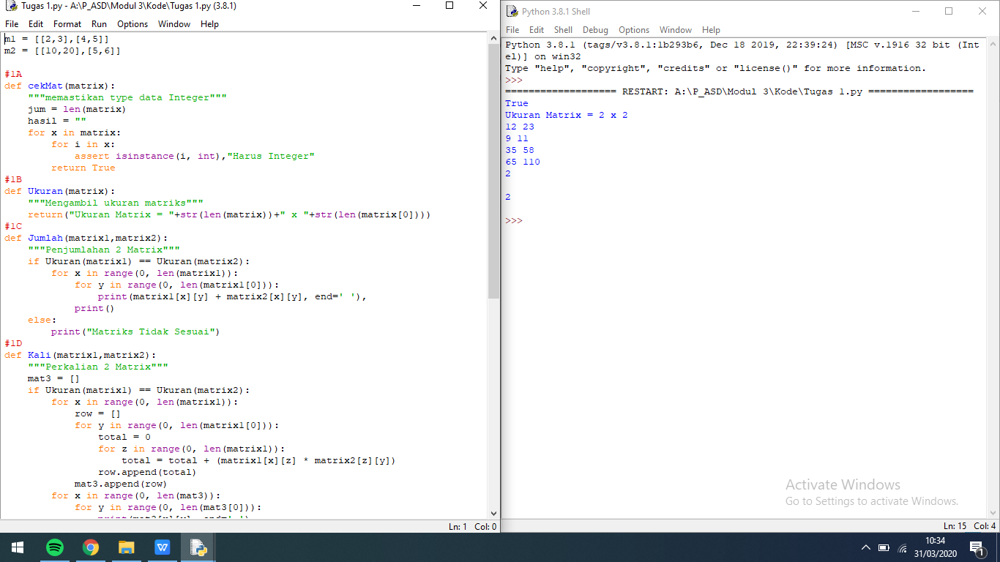 Tugas 1.py - A:\P_ASD\Modul 3\Kode\Tugas 1.py (3.8.1)
File Edit Format Run Options Window Help
m1 = [[2,3],[4,5]]
m2 = [[10,20],[5,6]]
#1A
def cekMat(matrix):
    """memastikan type data Integer"""
    jum = len(matrix)
    hasil = ""
    for x in matrix:
        for i in x:
            assert isinstance(i, int),"Harus Integer"
        return True
#1B
def Ukuran(matrix):
    """Mengambil ukuran matriks"""
    return("Ukuran Matrix = "+str(len(matrix))+" x "+str(len(matrix[0])))
#1C
def Jumlah(matrix1,matrix2):
    """Penjumlahan 2 Matrix"""
    if Ukuran(matrix1) == Ukuran(matrix2):
        for x in range(0, len(matrix1)):
            for y in range(0, len(matrix1[0])):
                print(matrix1[x][y] + matrix2[x][y], end=' '),
            print()
    else:
        print("Matriks Tidak Sesuai")
#1D
def Kali(matrix1,matrix2):
    """Perkalian 2 Matrix"""
    mat3 = []
    if Ukuran(matrix1) == Ukuran(matrix2):
        for x in range(0, len(matrix1)):
            row = []
            for y in range(0, len(matrix1[0])):
                total = 0
                for z in range(0, len(matrix1)):
                    total = total + (matrix1[x][z] * matrix2[z][y])
                row.append(total)
            mat3.append(row)
        for x in range(0, len(mat3)):
            for y in range(0, len(mat3[0])):
Ln: 1 Col: 0
Python 3.8.1 Shell
File Edit Shell Debug Options Window Help
Python 3.8.1 (tags/v3.8.1:1b293b6, Dec 18 2019, 22:39:24) [MSC v.1916 32 bit (Int
el)] on win32
Type "help", "copyright", "credits" or "license()" for more information.
>>>
=================== RESTART: A:\P_ASD\Modul 3\Kode\Tugas 1.py ==================
True
Ukuran Matrix = 2 x 2
12 23
9 11
35 58
65 110
2
2
>>>
Activate Windows
Go to Settings to activate Windows.
Ln: 15 Col: 4
W
10:34
31/03/2020
1